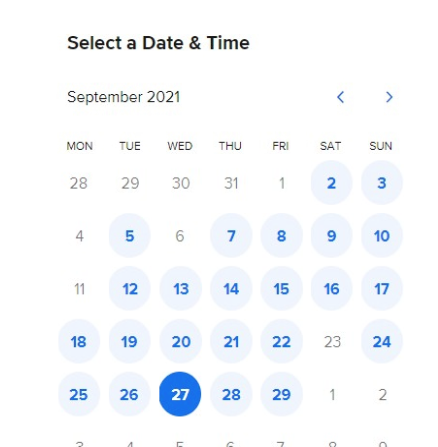 Select a Date & Time
September 2021
MON TUE WED THU FRI SAT SUN
28 29 30 31 1 2 3
4 5 6 7 8 9 10
11 12 13 14 15 16 17
18 19 20 21 22 23 24
25 26 27 28 29 1 2